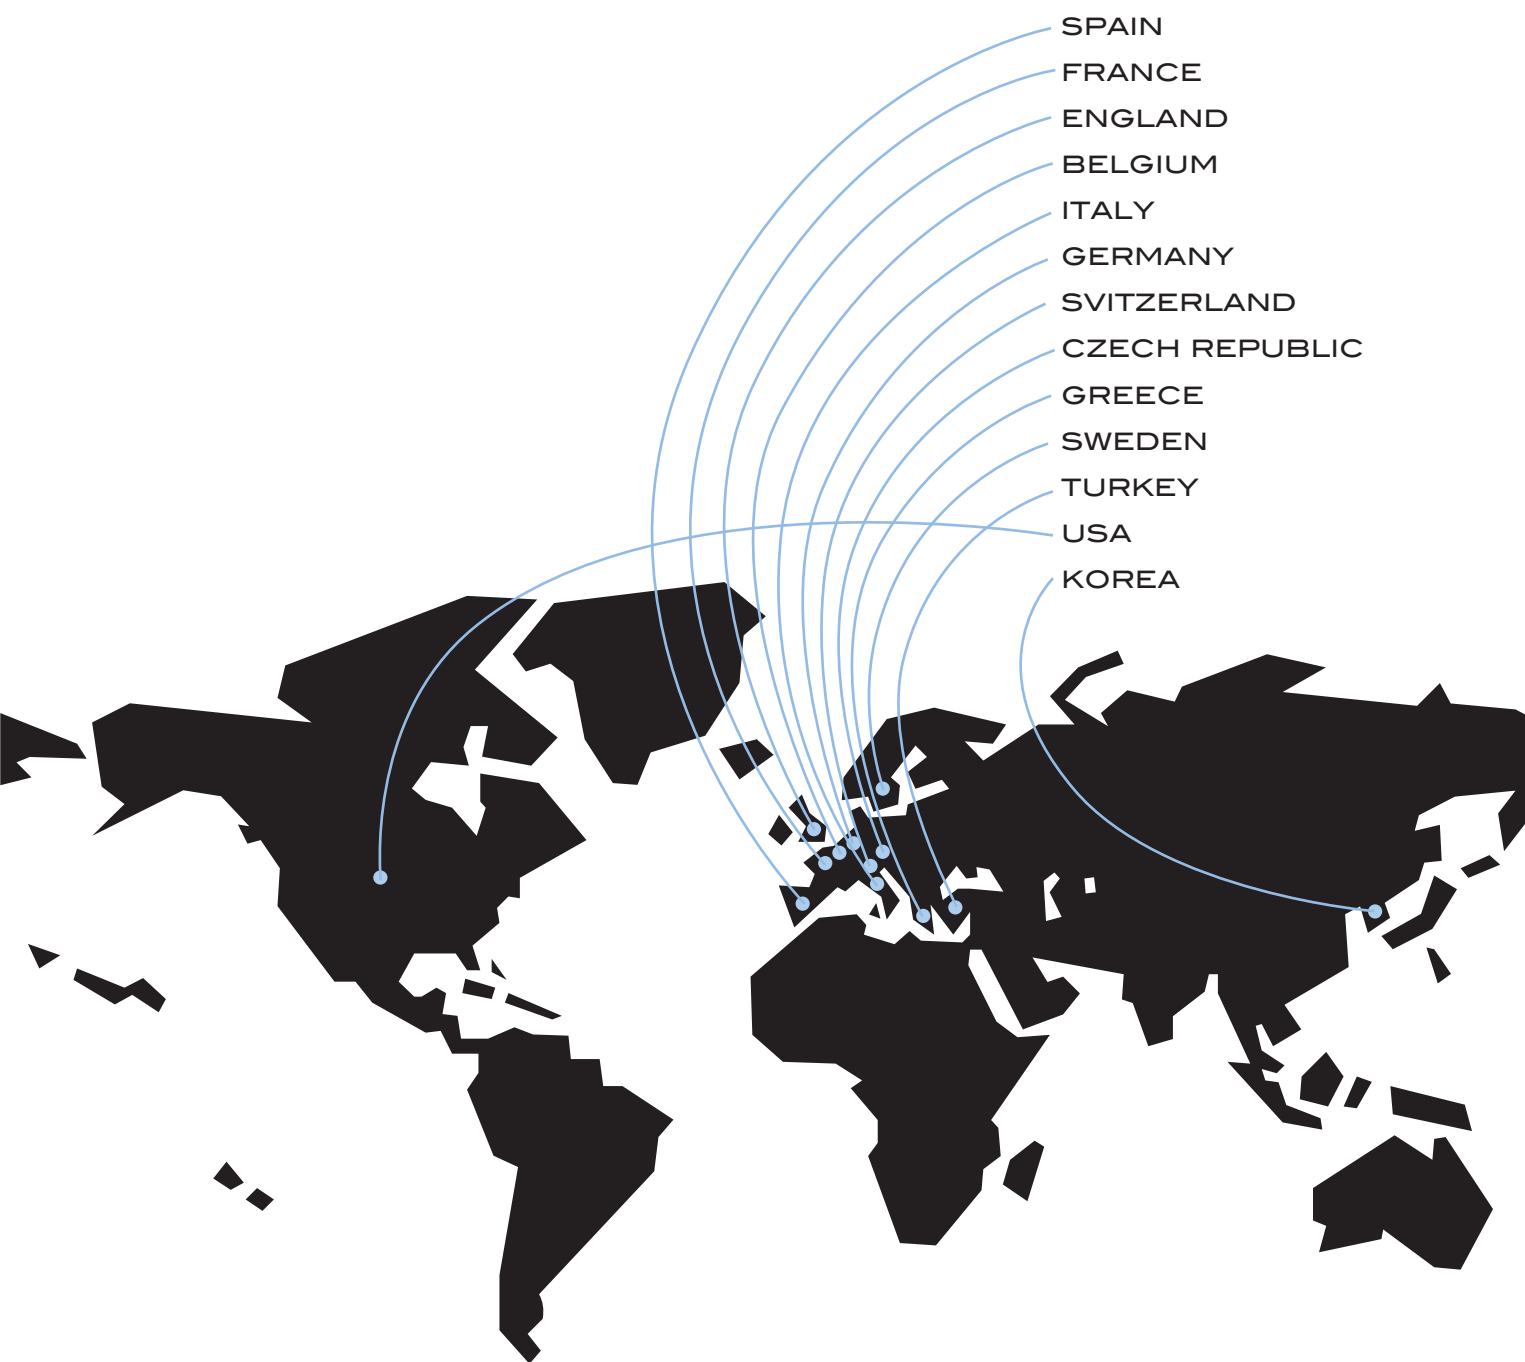 SPAIN
FRANCE
ENGLAND
BELGIUM
ITALY
GERMANY
SVITZERLAND
CZECH REPUBLIC
GREECE
SWEDEN
TURKEY
USA
KOREA